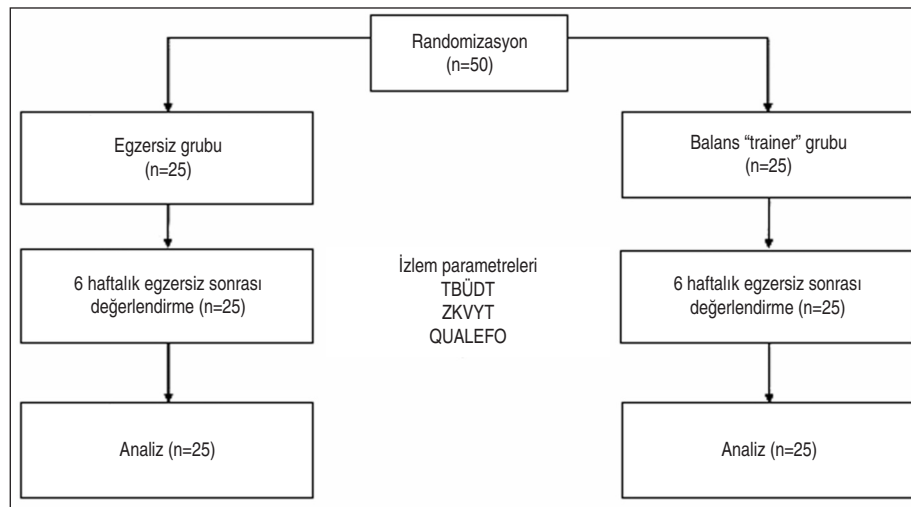 Randomizasyon
(n=50)
Egzersiz grubu
(n=25)
Balans “trainer” grubu
(n=25)
6 haftalık egzersiz sonrası
değerlendirme (n=25)
İzlem parametreleri
TBÜDT
ZKVYT
QUALEFO
6 haftalık egzersiz sonrası
değerlendirme (n=25)
Analiz (n=25)
Analiz (n=25)